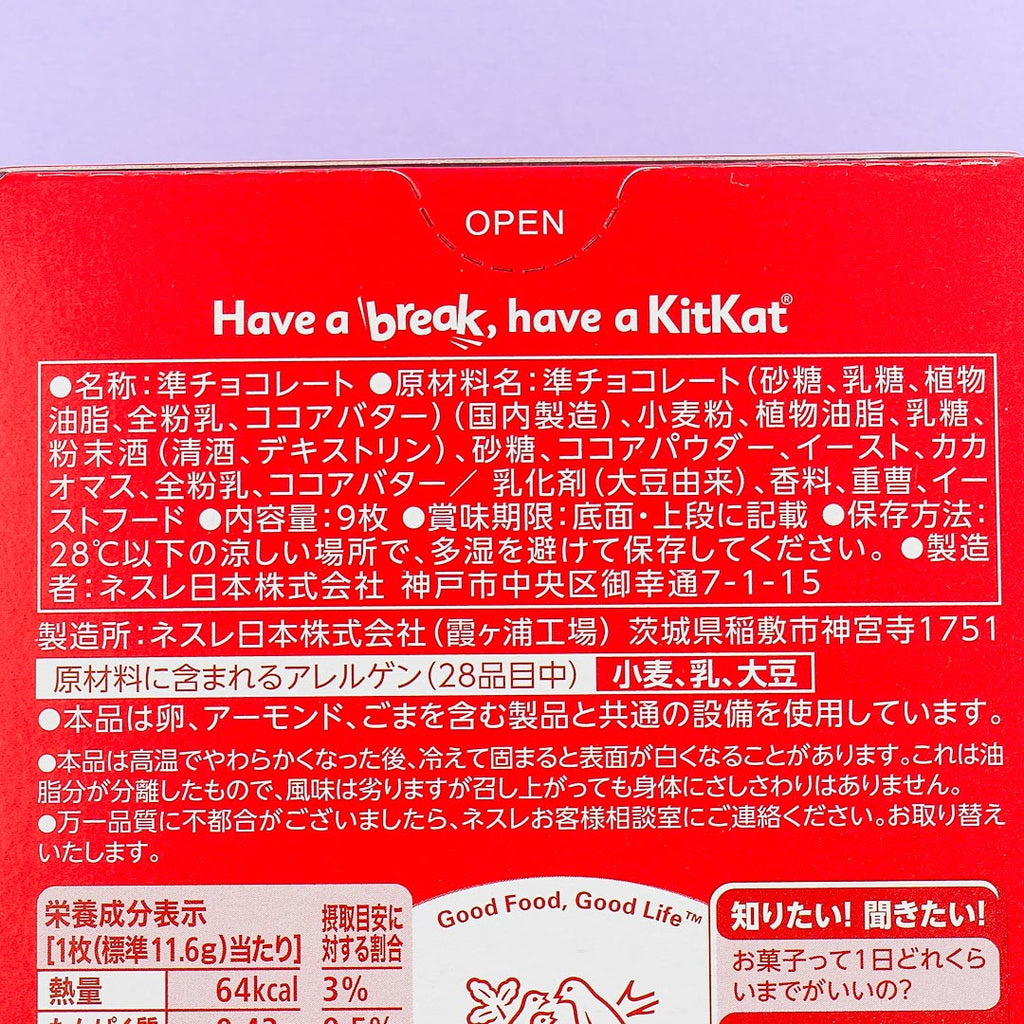 OPEN
Have a break, have a KitKat®
●名称：準チョコレート ●原材料名：準チョコレート（砂糖、乳糖、植物
油脂、全粉乳、ココアバター）（国内製造）、小麦粉、植物油脂、乳糖、
粉末酒（清酒、デキストリン）、砂糖、ココアパウダー、イースト、カカ
オマス、全粉乳、ココアバター／ 乳化剤（大豆由来）、香料、重曹、イー
ストフード ●内容量：9枚 ●賞味期限：底面・上段に記載 ●保存方法：
28℃以下の涼しい場所で、多湿を避けて保存してください。 ●製造
者：ネスレ日本株式会社 神戸市中央区御幸通7-1-15
製造所：ネスレ日本株式会社（霞ヶ浦工場） 茨城県稲敷市神宮寺1751
原材料に含まれるアレルゲン（28品目中） 小麦、乳、大豆
●本品は卵、アーモンド、ごまを含む製品と共通の設備を使用しています。
●本品は高温でやわらかくなった後、冷えて固まると表面が白くなることがあります。これは油
脂分が分離したもので、風味は劣りますが召し上がっても身体にさしさわりはありません。
●万一品質に不都合がございましたら、ネスレお客様相談室にご連絡ください。お取り替え
いたします。
栄養成分表示
[1枚(標準11.6g)当たり]
摂取目安に
対する割合
熱量 64kcal 3%
Good Food, Good Life™
知りたい! 聞きたい!
お菓子って1日どれくら
いまでがいいの?